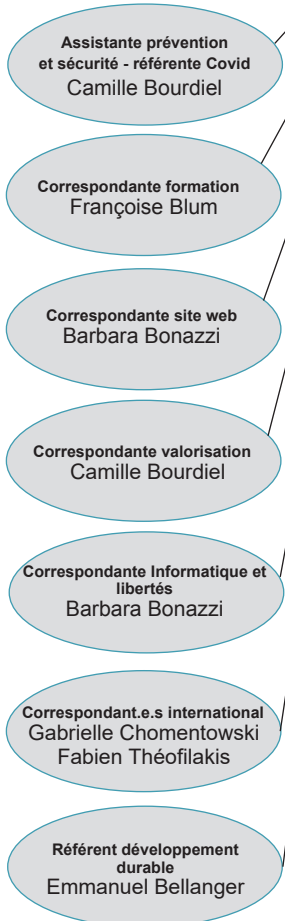 Assistante prévention
et sécurité - référente Covid
Camille Bourdiel
Correspondante formation
Françoise Blum
Correspondante site web
Barbara Bonazzi
Correspondante valorisation
Camille Bourdiel
Correspondante Informatique et
libertés
Barbara Bonazzi
Correspondant.e.s international
Gabrielle Chomentowski
Fabien Théofilakis
Référent développement
durable
Emmanuel Bellanger